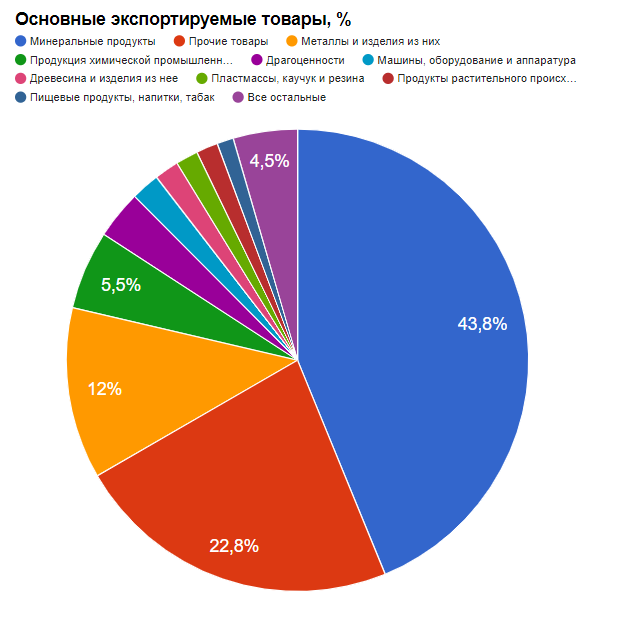 Основные экспортируемые товары, %
Минеральные продукты Прочие товары Металлы и изделия из них
Продукция химической промышленн… Драгоценности Машины, оборудование и аппаратура
Древесина и изделия из нее Пластмассы, каучук и резина Продукты растительного происх…
Пищевые продукты, напитки, табак Все остальные
4,5%
43,8%
5,5%
12%
22,8%